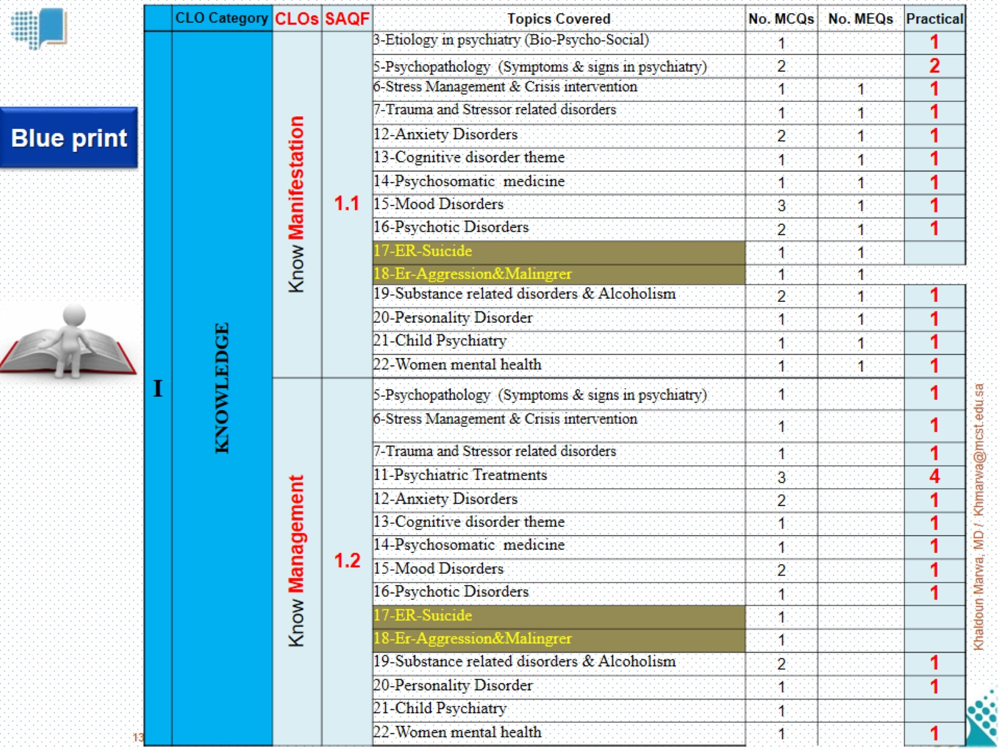 CLO Category CLOs SAQF Topics Covered No. MCQs No. MEQs Practical
Blue print
I
KNOWLEDGE
Know Manifestation
1.1
3-Etiology in psychiatry (Bio-Psycho-Social) 1 1
5-Psychopathology (Symptoms & signs in psychiatry) 2 2
6-Stress Management & Crisis intervention 1 1 1
7-Trauma and Stressor related disorders 1 1 1
12-Anxiety Disorders 2 1 1
13-Cognitive disorder theme 1 1 1
14-Psychosomatic medicine 1 1 1
15-Mood Disorders 3 1 1
16-Psychotic Disorders 2 1 1
17-ER-Suicide 1 1
18-Er-Aggression&Malingrer 1 1
19-Substance related disorders & Alcoholism 2 1 1
20-Personality Disorder 1 1 1
21-Child Psychiatry 1 1 1
22-Women mental health 1 1 1
Know Management
1.2
5-Psychopathology (Symptoms & signs in psychiatry) 1 1
6-Stress Management & Crisis intervention 1 1
7-Trauma and Stressor related disorders 1 1
11-Psychiatric Treatments 3 4
12-Anxiety Disorders 2 1
13-Cognitive disorder theme 1 1
14-Psychosomatic medicine 1 1
15-Mood Disorders 2 1
16-Psychotic Disorders 1 1
17-ER-Suicide 1
18-Er-Aggression&Malingrer 1
19-Substance related disorders & Alcoholism 2 1
20-Personality Disorder 1 1
21-Child Psychiatry 1
22-Women mental health 1 1
Khaldoun Marwa, MD / Khmarwa@mcst.edu.sa
13